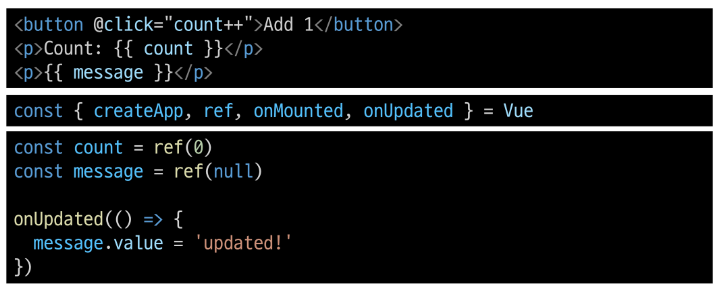 <button @click="count++">Add 1</button>
<p>Count: {{ count }}</p>
<p>{{ message }}</p>
const { createApp, ref, onMounted, onUpdated } = Vue
const count = ref(0)
const message = ref(null)
onUpdated(() => {
  message.value = 'updated!'
})